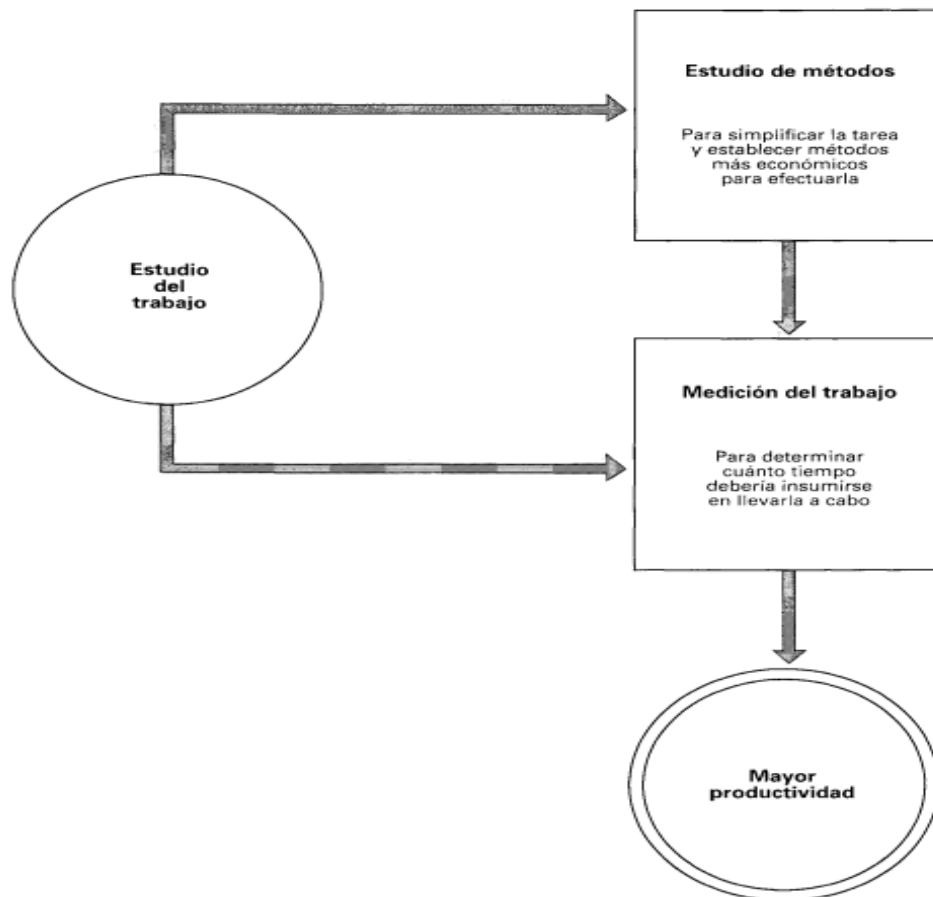 Estudio de métodos
Para simplificar la tarea
y establecer métodos
más económicos
para efectuarla
Estudio
del
trabajo
Medición del trabajo
Para determinar
cuánto tiempo
debería insumirse
en llevarla a cabo
Mayor
productividad